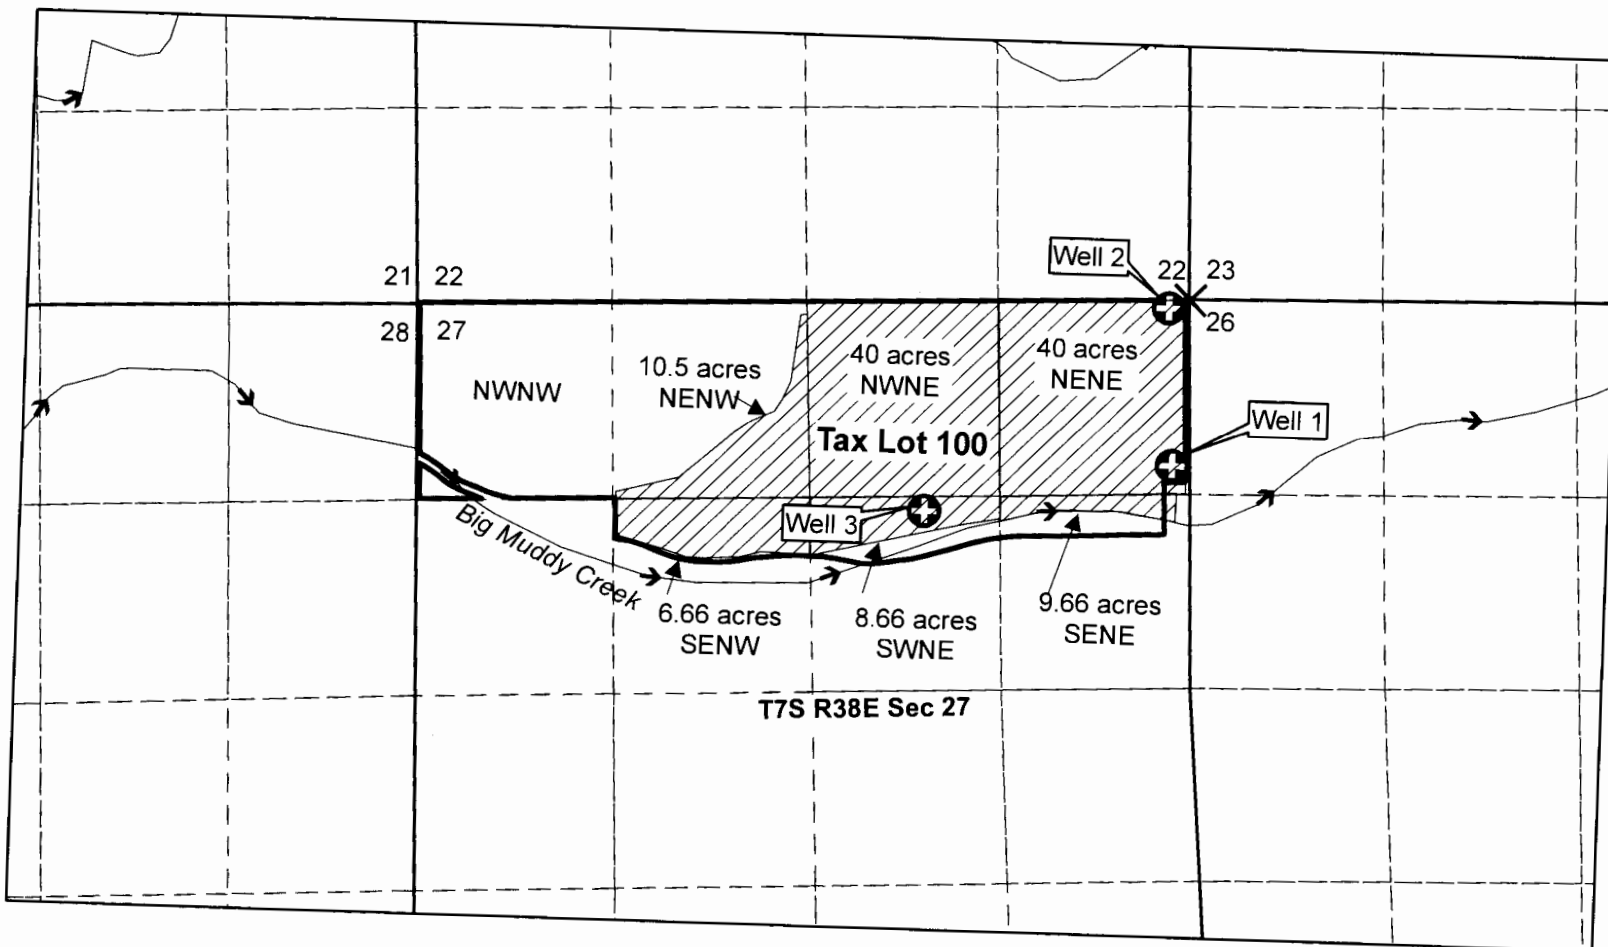 Well 2
21 22
22 23
28 27
26
10.5 acres
NENW
40 acres
NWNE
40 acres
NENE
NWNW
Well 1
Tax Lot 100
Well 3
Big Muddy Creek
6.66 acres
SENW
8.66 acres
SWNE
9.66 acres
SENE
T7S R38E Sec 27